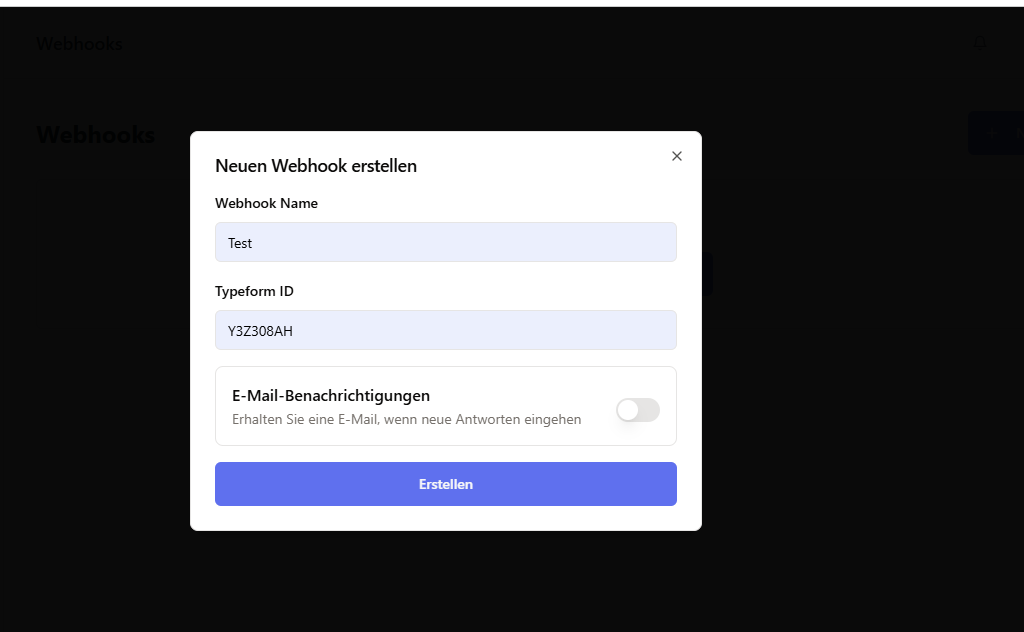 Webhooks
Webhooks
Neuen Webhook erstellen
Webhook Name
Test
Typeform ID
Y3Z308AH
E-Mail-Benachrichtigungen
Erhalten Sie eine E-Mail, wenn neue Antworten eingehen
Erstellen